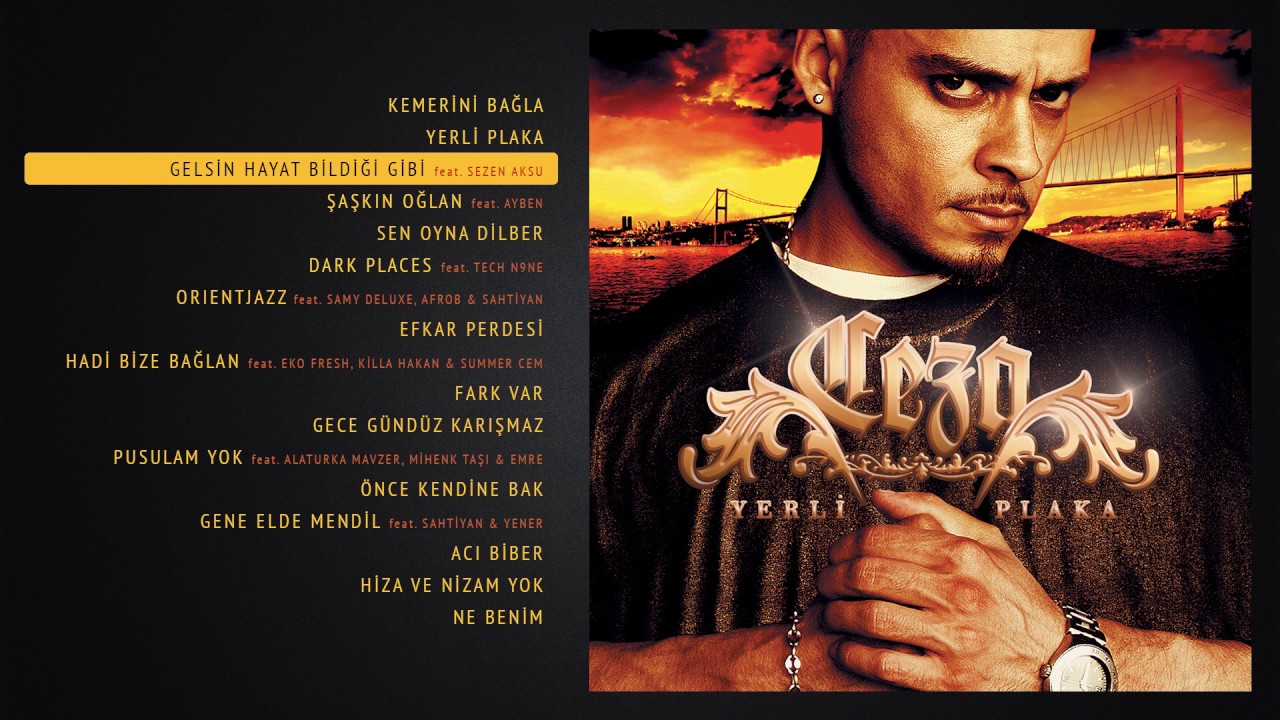 KEMERİNİ BAĞLA
YERLİ PLAKA
GELSİN HAYAT BİLDİĞİ GİBİ feat. SEZEN AKSU
ŞAŞKIN OĞLAN feat. AYBEN
SEN OYNA DİLBER
DARK PLACES feat. TECH N9NE
ORIENTJAZZ feat. SAMY DELUXE, AFROB & SAHTİYAN
EFKAR PERDESİ
HADİ BİZE BAĞLAN feat. EKO FRESH, KİLLA HAKAN & SUMMER CEM
FARK VAR
GECE GÜNDÜZ KARIŞMAZ
PUSULAM YOK feat. ALATURKA MAVZER, MİHENK TAŞI & EMRE
ÖNCE KENDİNE BAK
GENE ELDE MENDİL feat. SAHTİYAN & YENER
ACI BİBER
HİZA VE NİZAM YOK
NE BENİM
Ceza
YERLİ PLAKA